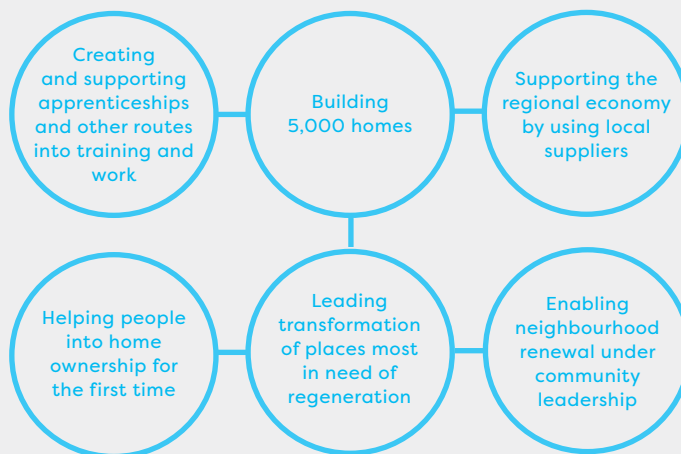 Creating
and supporting
apprenticeships
and other routes
into training and
work
Building
5,000 homes
Supporting the
regional economy
by using local
suppliers
Helping people
into home
ownership for
the first time
Leading
transformation
of places most
in need of
regeneration
Enabling
neighbourhood
renewal under
community
leadership